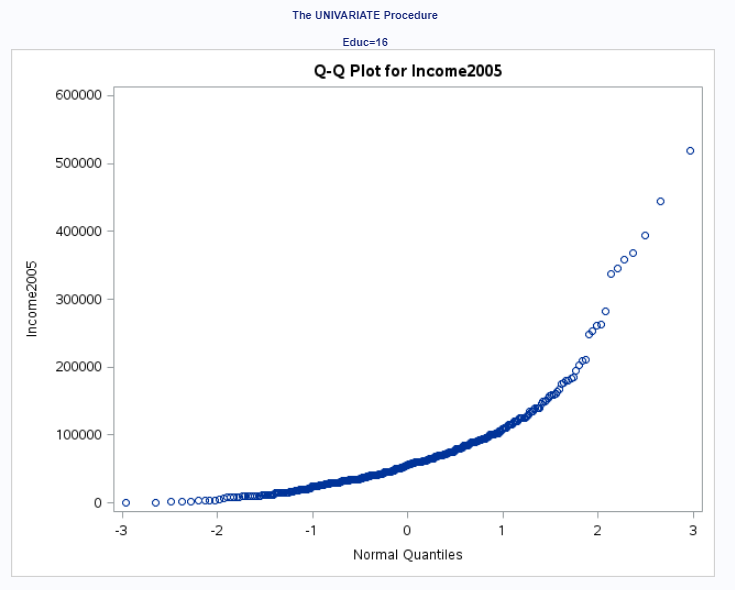 The UNIVARIATE Procedure
Educ=16
Q-Q Plot for Income2005
600000
500000
400000
300000
200000
100000
0
Income2005
-3 -2 -1 0 1 2 3
Normal Quantiles